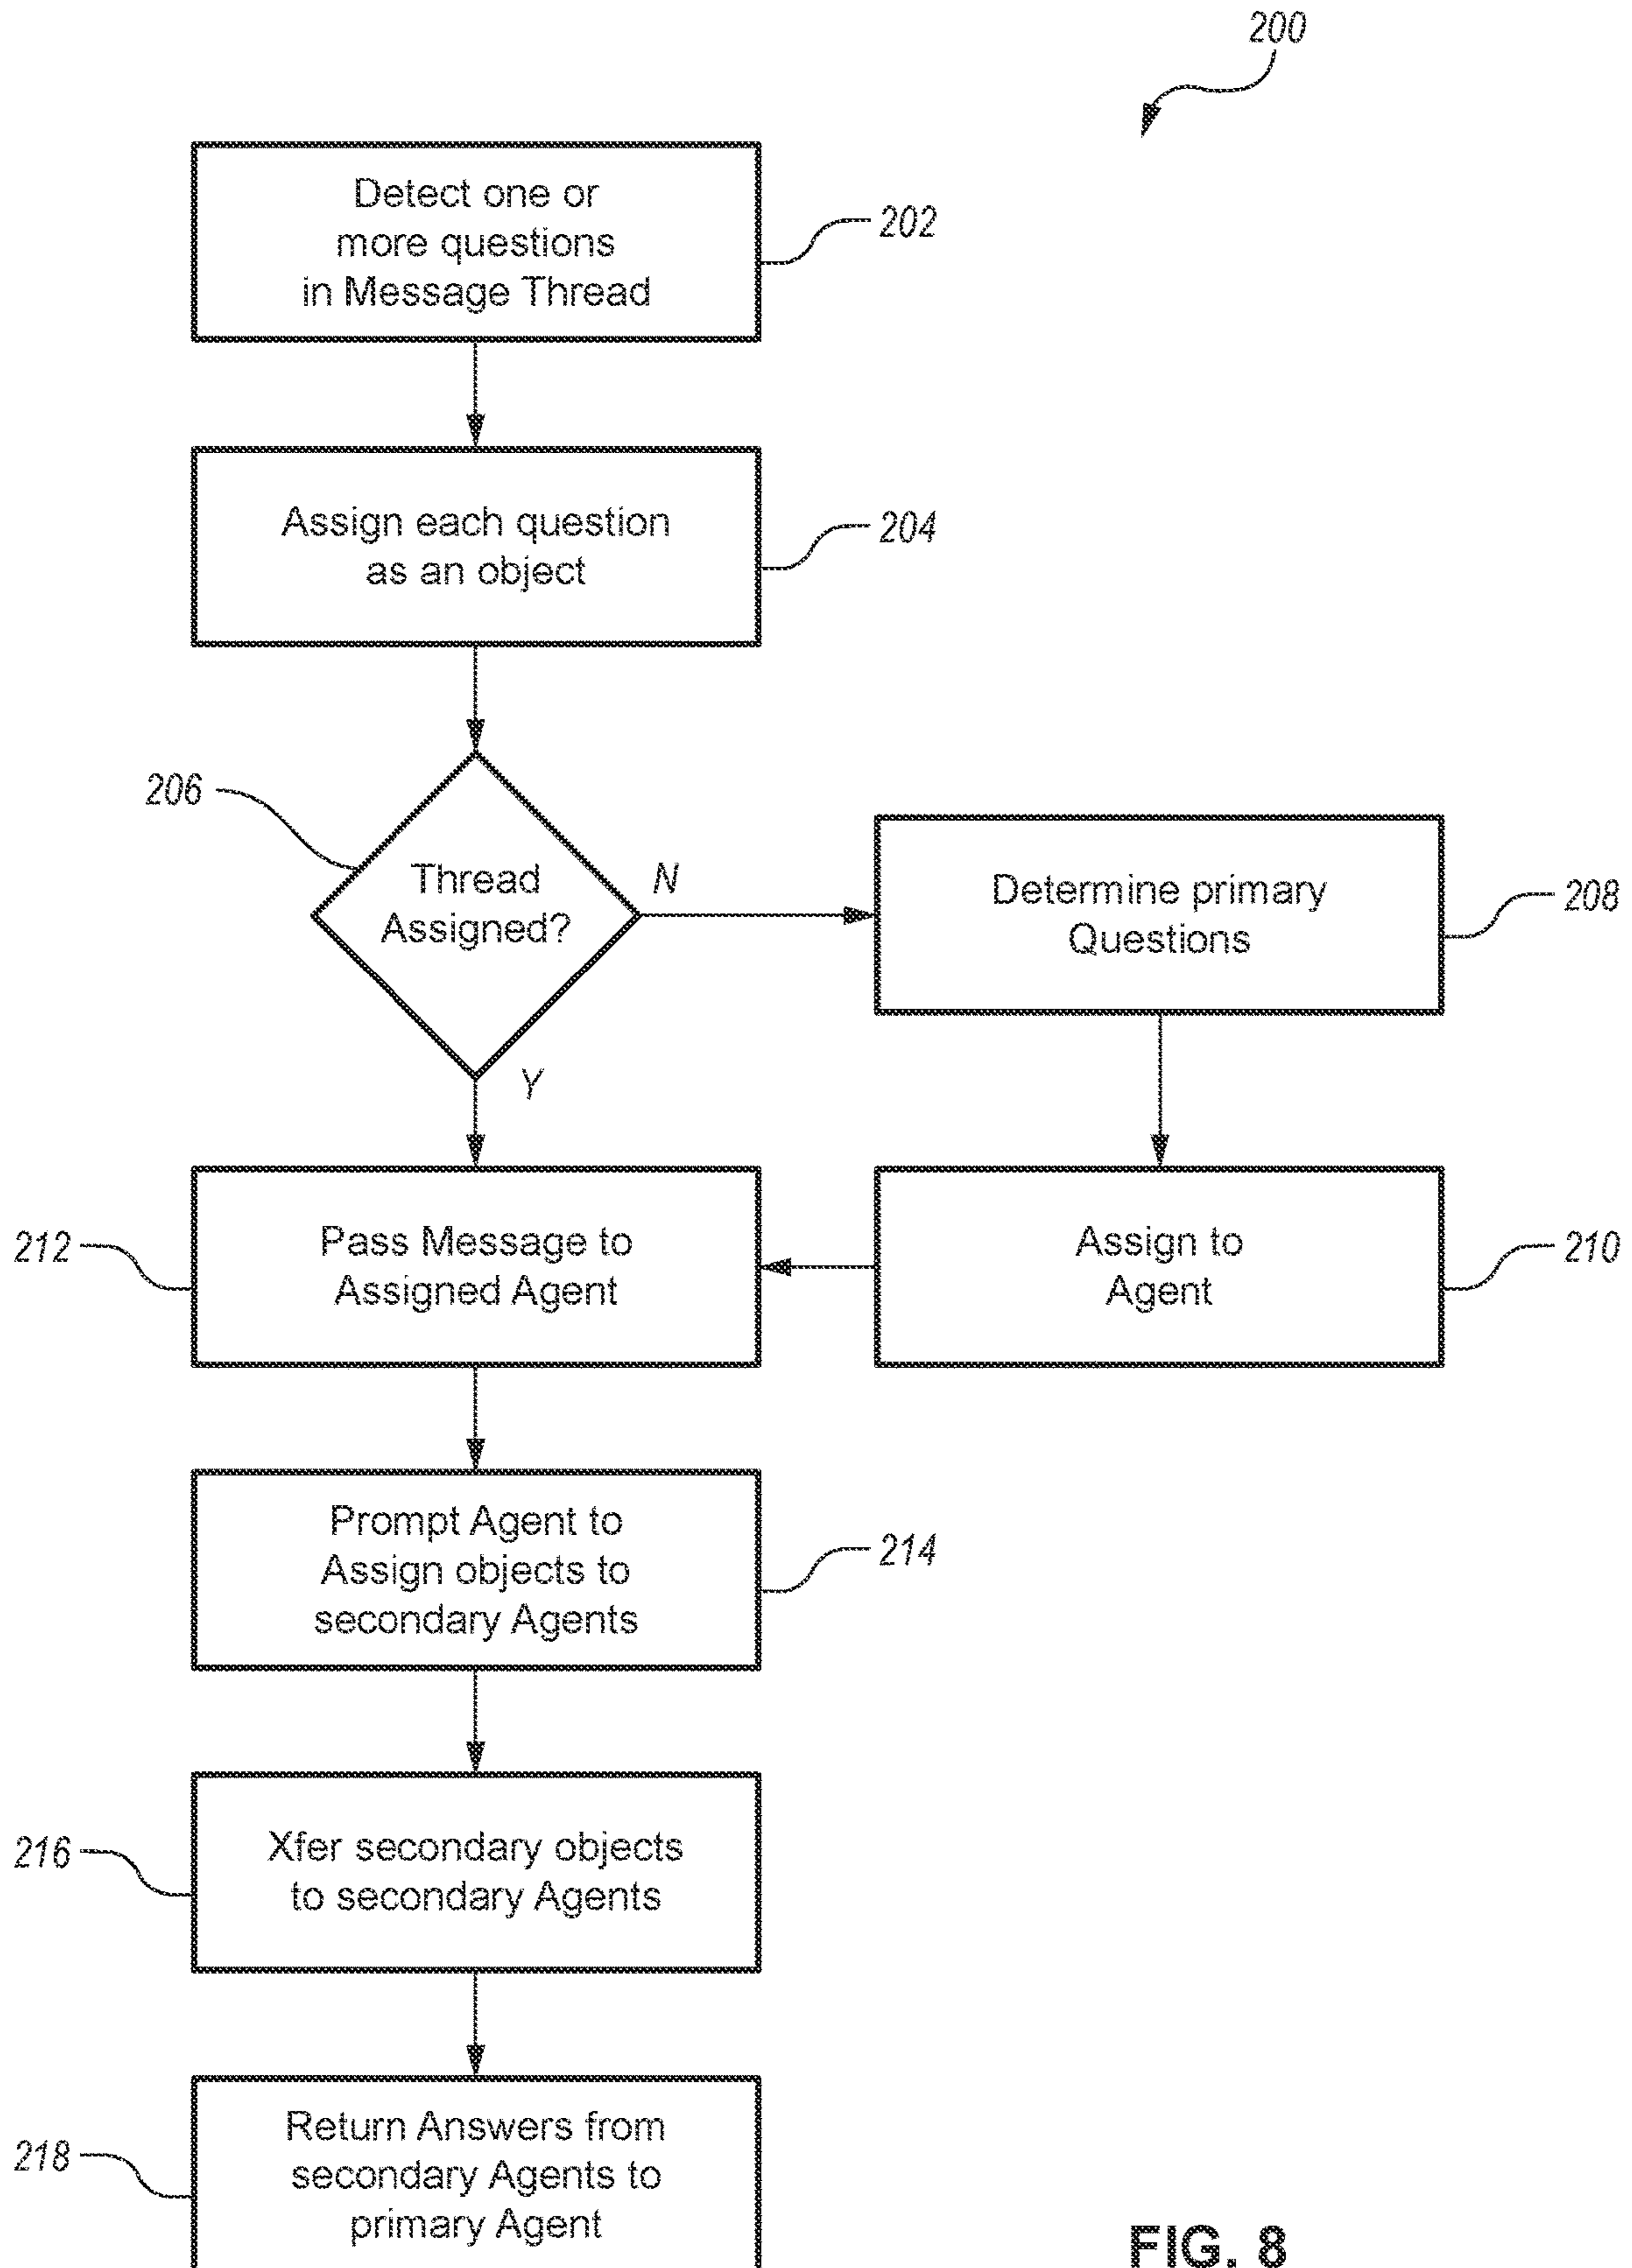 200
Detect one or
more questions
in Message Thread
202
Assign each question
as an object
204
206
Thread
Assigned?
N
Y
Determine primary
Questions
208
212
Pass Message to
Assigned Agent
Assign to
Agent
210
Prompt Agent to
Assign objects to
secondary Agents
214
216
Xfer secondary objects
to secondary Agents
218
Return Answers from
secondary Agents to
primary Agent
FIG. 8